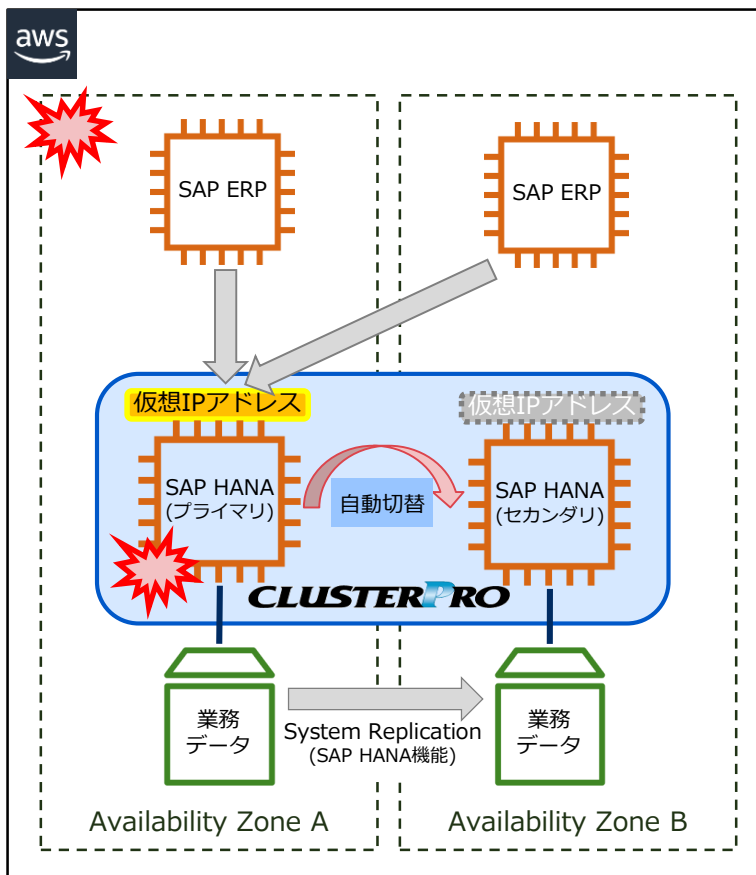 aws
SAP ERP
SAP ERP
仮想IPアドレス
仮想IPアドレス
SAP HANA
(プライマリ)
自動切替
SAP HANA
(セカンダリ)
CLUSTERPRO
業務
データ
System Replication
(SAP HANA機能)
業務
データ
Availability Zone A
Availability Zone B